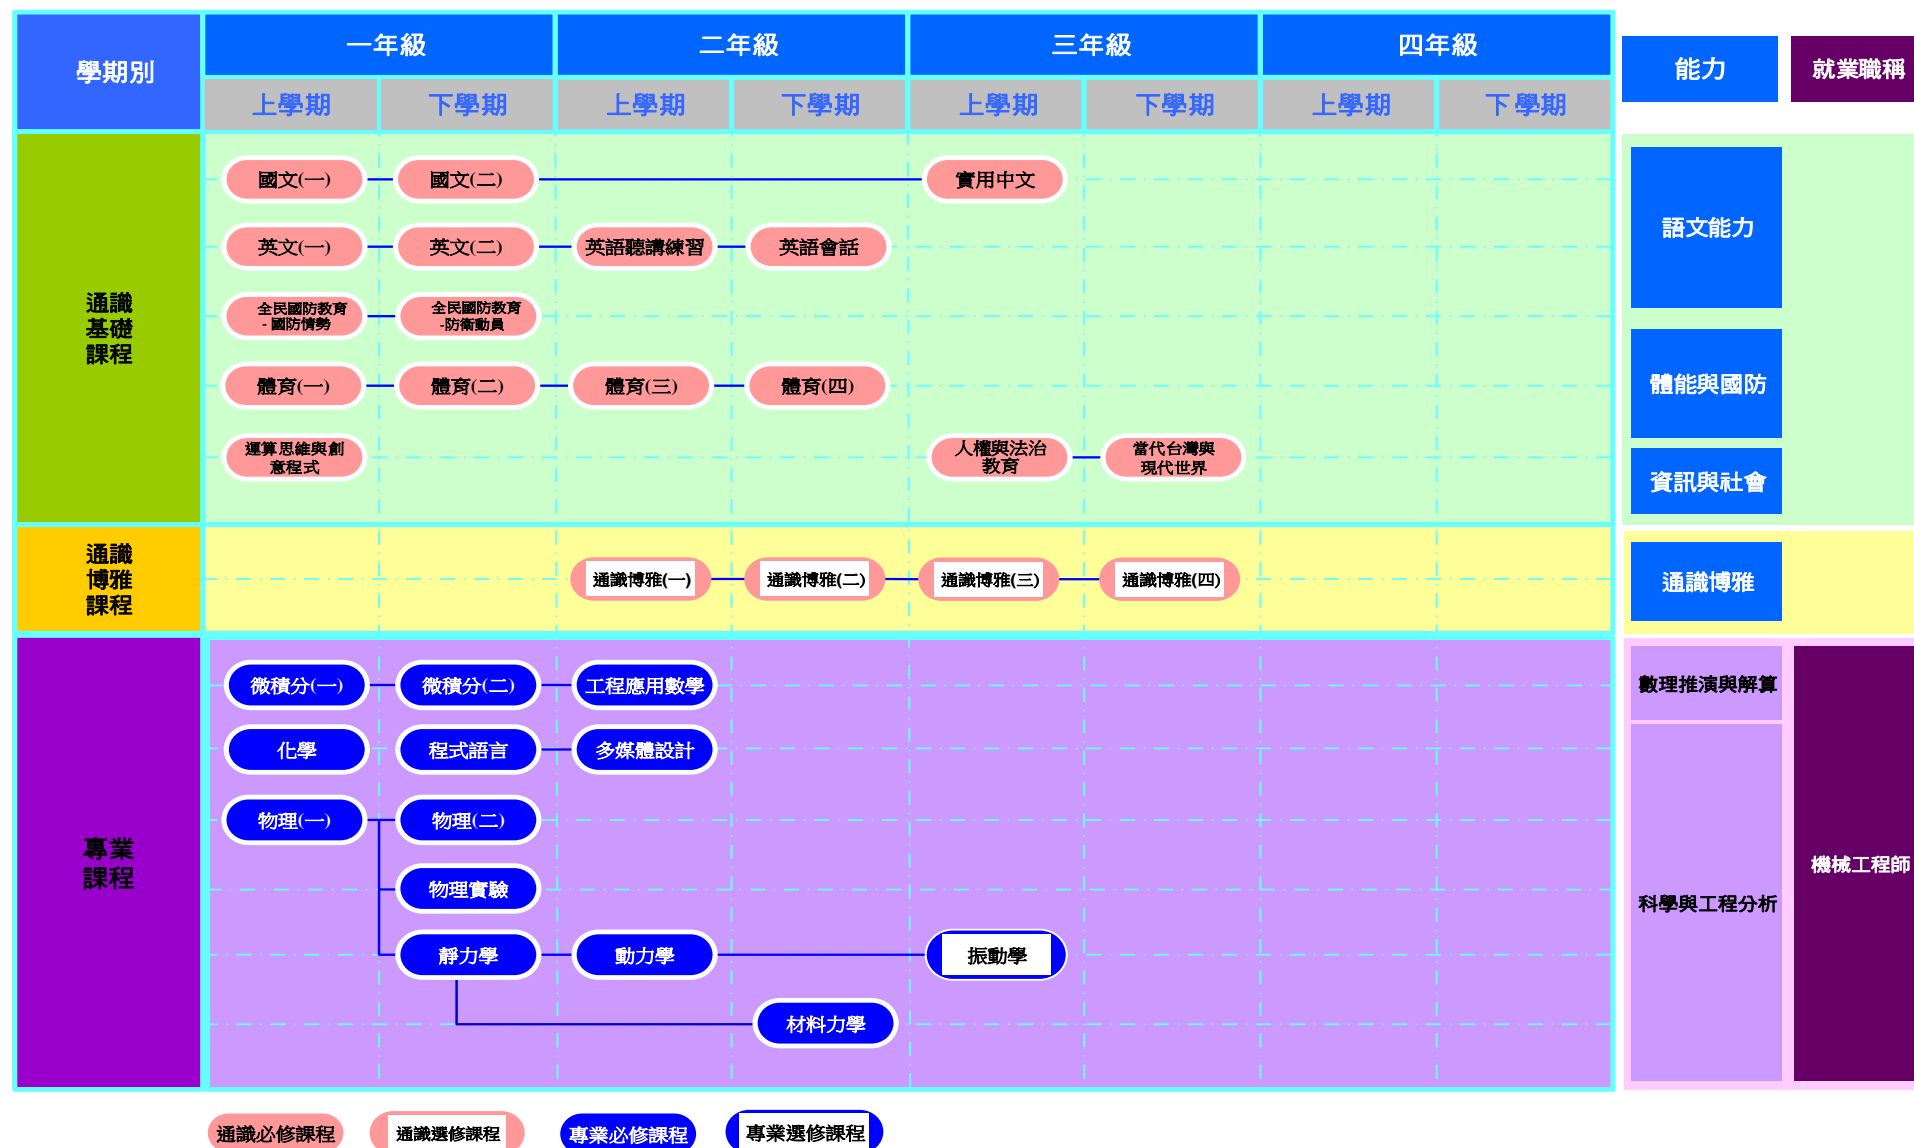 學期別
一年級
二年級
三年級
四年級
能力
就業職稱
上學期
下學期
上學期
下學期
上學期
下學期
上學期
下學期
通識
基礎
課程
國文(一)
國文(二)
實用中文
英文(一)
英文(二)
英語聽講練習
英語會話
全民國防教育
- 國防情勢
全民國防教育
-防衛動員
體育(一)
體育(二)
體育(三)
體育(四)
運算思維與創
意程式
人權與法治
教育
當代台灣與
現代世界
語文能力
體能與國防
資訊與社會
通識
博雅
課程
通識博雅(一)
通識博雅(二)
通識博雅(三)
通識博雅(四)
通識博雅
專業
課程
微積分(一)
微積分(二)
工程應用數學
化學
程式語言
多媒體設計
物理(一)
物理(二)
物理實驗
靜力學
動力學
振動學
材料力學
數理推演與解算
科學與工程分析
機械工程師
通識必修課程
通識選修課程
專業必修課程
專業選修課程